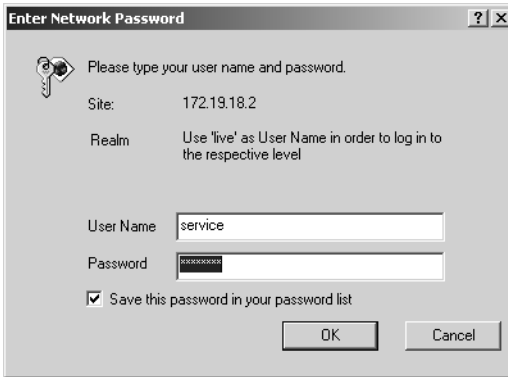 Enter Network Password
Please type your user name and password.
Site: 172.19.18.2
Realm Use 'live' as User Name in order to log in to
the respective level
User Name service
Password xxxxxxxx
Save this password in your password list
OK Cancel